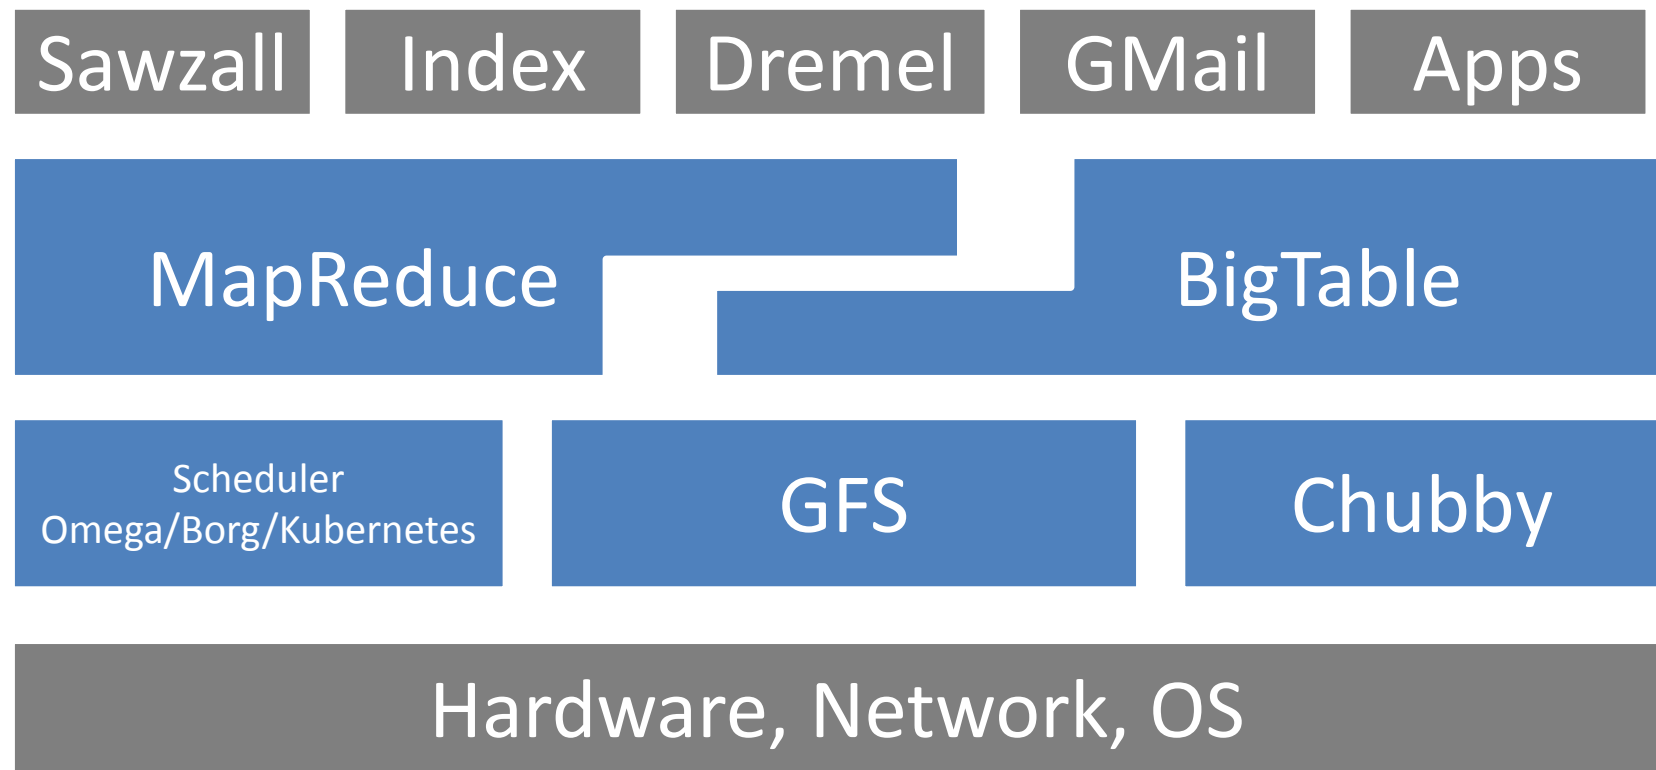 Sawzall
Index
Dremel
GMail
Apps
MapReduce
BigTable
Scheduler
Omega/Borg/Kubernetes
GFS
Chubby
Hardware, Network, OS